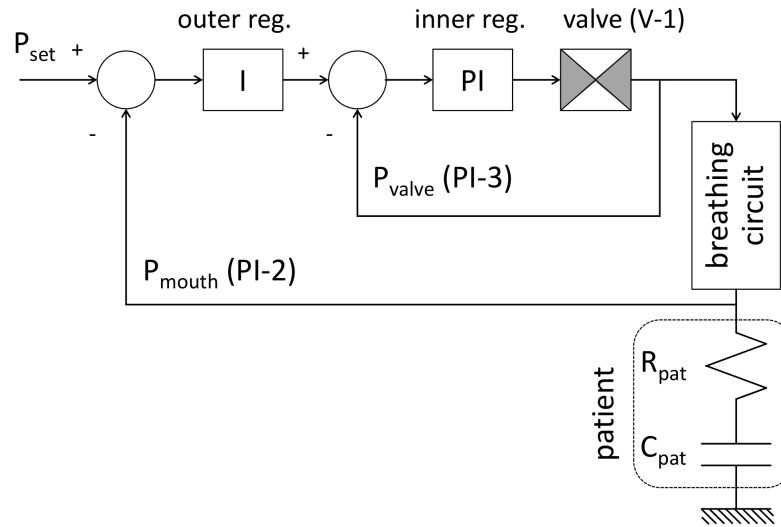 outer reg.
inner reg.
valve (V-1)
P_set +
+
I
PI
-
-
P_valve (PI-3)
breathing
circuit
P_mouth (PI-2)
R_pat
patient
C_pat